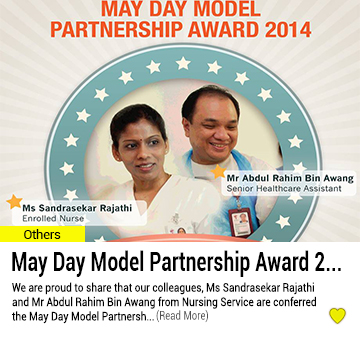 MAY DAY MODEL
PARTNERSHIP AWARD 2014
Mr Abdul Rahim Bin Awang
Senior Healthcare Assistant
Ms Sandrasekar Rajathi
Enrolled Nurse
Others
May Day Model Partnership Award 2...
We are proud to share that our colleagues, Ms Sandrasekar Rajathi
and Mr Abdul Rahim Bin Awang from Nursing Service are conferred
the May Day Model Partnersh... (Read More)